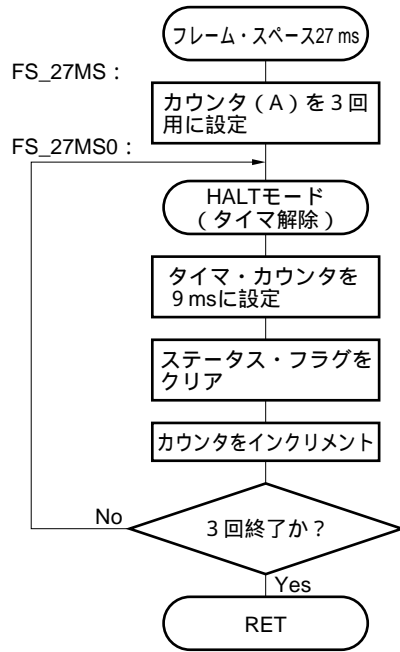 フレーム・スペース27 ms
FS_27MS：
カウンタ（A）を３回
用に設定
FS_27MS0：
HALTモード
（タイマ解除）
タイマ・カウンタを
９msに設定
ステータス・フラグを
クリア
カウンタをインクリメント
３回終了か？
No
Yes
RET